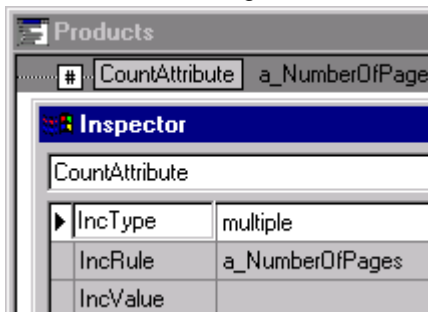 Products
# CountAttribute a_NumberOfPage
Inspector
CountAttribute
IncType multiple
IncRule a_NumberOfPages
IncValue